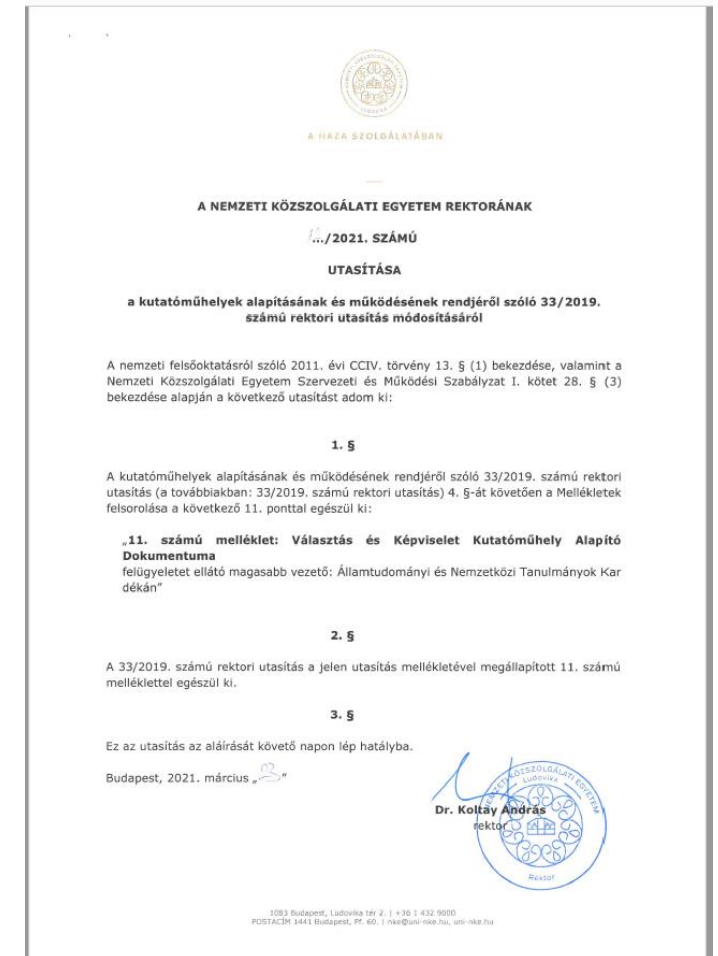 A HAZA SZOLGÁLATÁBAN
A NEMZETI KÖZSZOLGÁLATI EGYETEM REKTORÁNAK
.../2021. SZÁMÚ
UTASÍTÁSA
a kutatóműhelyek alapításának és működésének rendjéről szóló 33/2019.
számú rektori utasítás módosításáról
A nemzeti felsőoktatásról szóló 2011. évi CCIV. törvény 13. § (1) bekezdése, valamint a
Nemzeti Közszolgálati Egyetem Szervezeti és Működési Szabályzat I. kötet 28. § (3)
bekezdése alapján a következő utasítást adom ki:
1. §
A kutatóműhelyek alapításának és működésének rendjéről szóló 33/2019. számú rektori
utasítás (a továbbiakban: 33/2019. számú rektori utasítás) 4. §-át követően a Mellékletek
felsorolása a következő 11. ponttal egészül ki:
„11. számú melléklet: Választás és Képviselet Kutatóműhely Alapító
Dokumentuma
felügyeletet ellátó magasabb vezető: Államtudományi és Nemzetközi Tanulmányok Kar
dékán”
2. §
A 33/2019. számú rektori utasítás a jelen utasítás mellékletével megállapított 11. számú
melléklettel egészül ki.
3. §
Ez az utasítás az aláírását követő napon lép hatályba.
Budapest, 2021. március „03.”
NEMZETI KÖZSZOLGÁLATI EGYETEM
Ludovika
Dr. Koltay András
rektor
Rektor
1083 Budapest, Ludovika tér 2. | +36 1 432 9000
POSTACÍM 1441 Budapest, Pf. 60. | nke@uni-nke.hu, uni-nke.hu